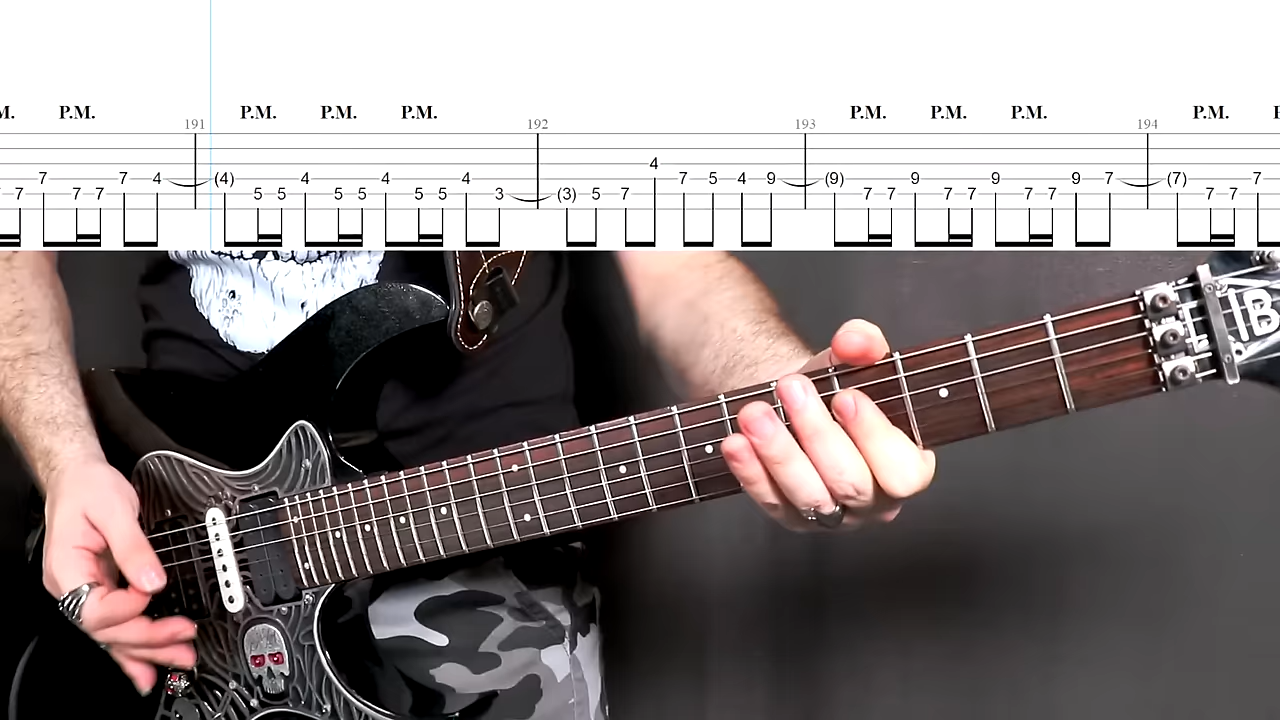 M. P.M. P.M. P.M. P.M. P.M. P.M. P.M. P.M.
191 192 193 194
4
7 7 4 (4) 4 4 4 7 5 4 9 (9) 9 9 9 7 (7) 7
7 7 7 5 5 5 5 5 5 3 (3) 5 7 7 7 7 7 7 7 7 7
IB